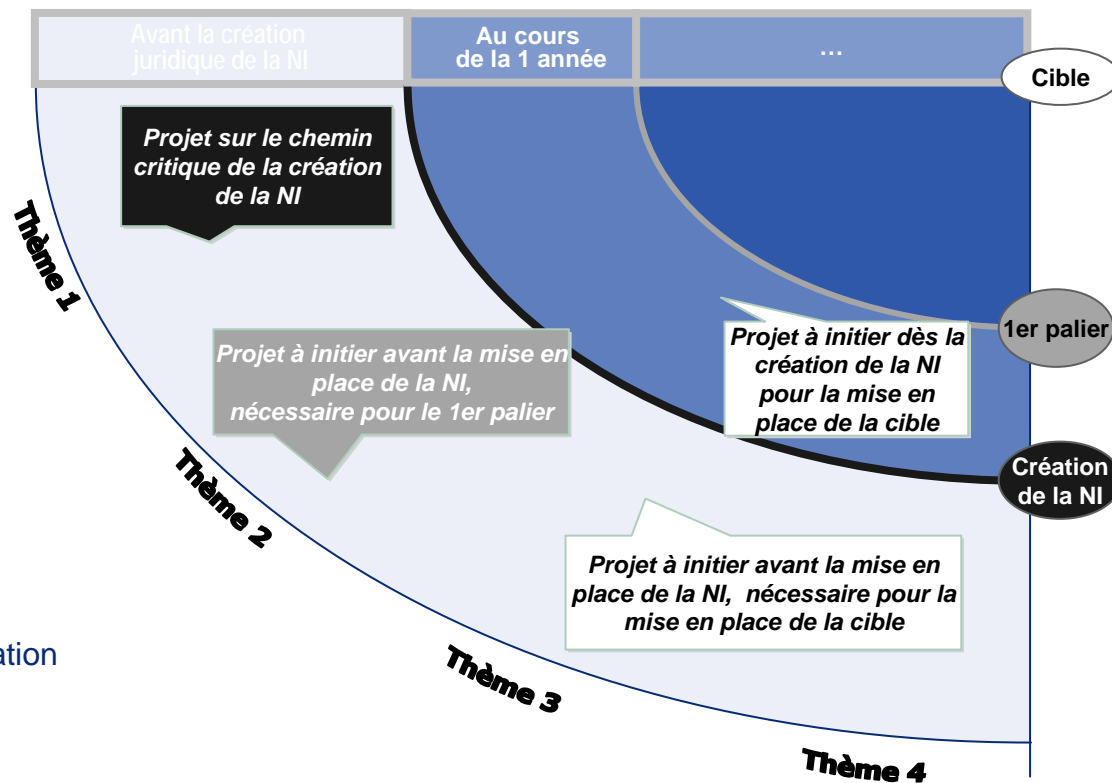 Avant la création
juridique de la NI
Au cours
de la 1 année
...
Cible
Projet sur le chemin
critique de la création
de la NI
Thème 1
Projet à initier avant la mise en
place de la NI,
nécessaire pour le 1er palier
Projet à initier dès la
création de la NI
pour la mise en
place de la cible
1er palier
Création
de la NI
Thème 2
Projet à initier avant la mise en
place de la NI, nécessaire pour la
mise en place de la cible
ation
Thème 3
Thème 4